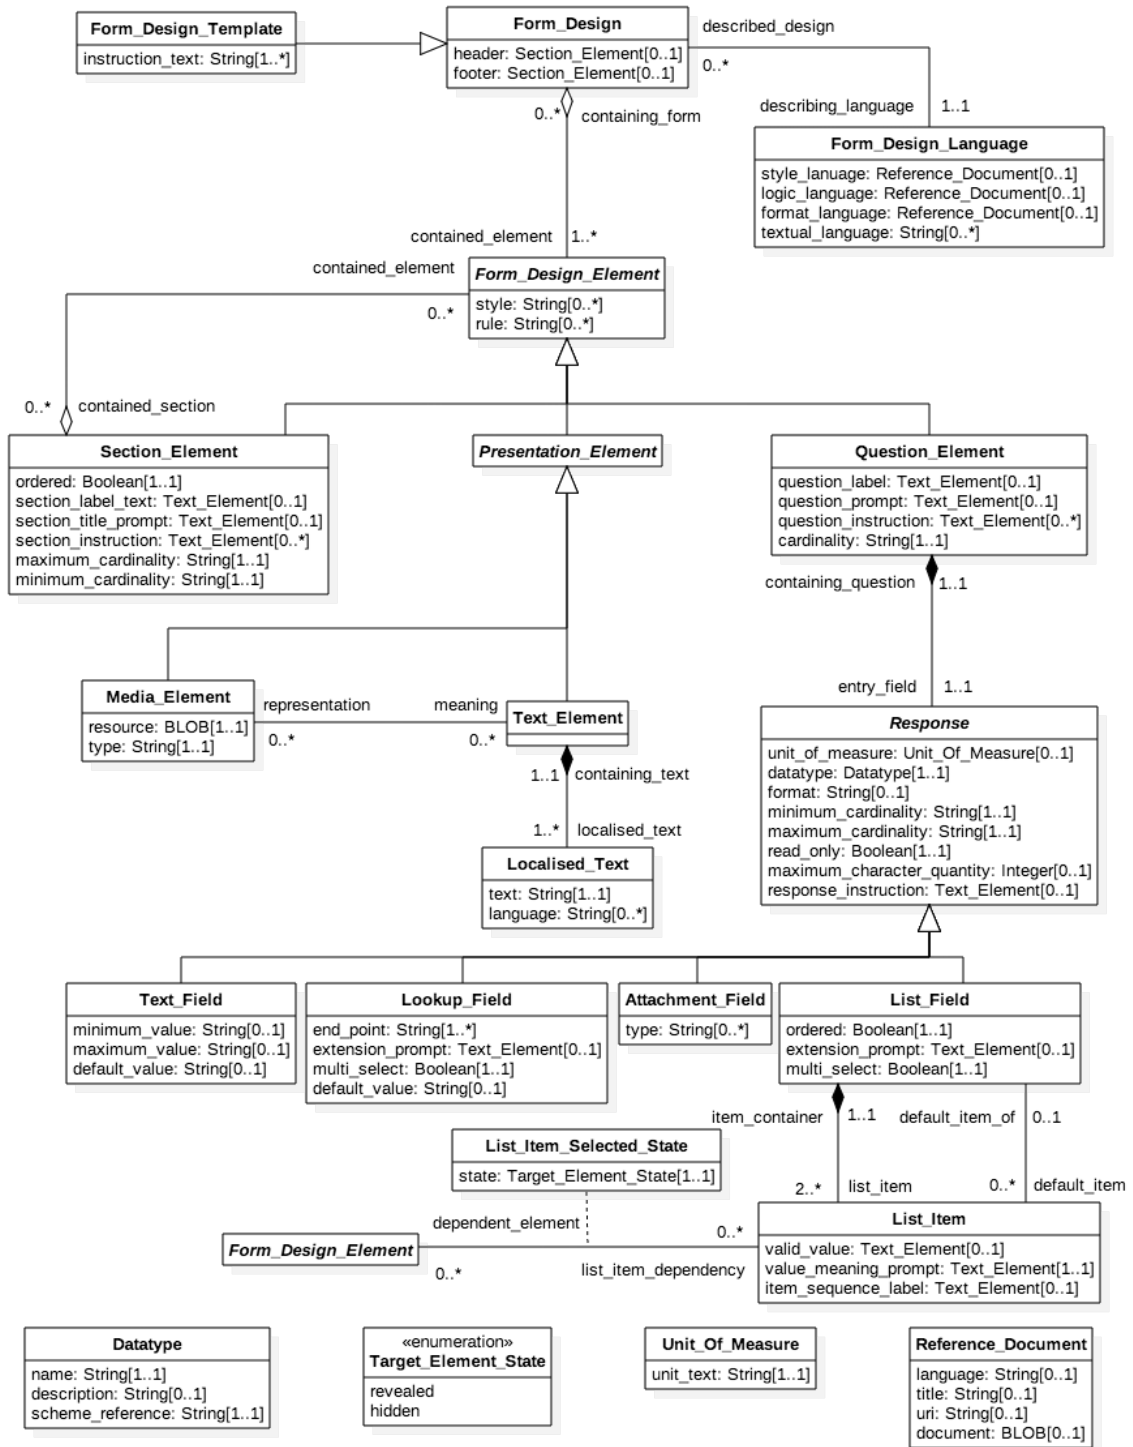 Form_Design_Template
instruction_text: String[1..*]
Form_Design
header: Section_Element[0..1]
footer: Section_Element[0..1]
described_design
0..*
0..*
containing_form
describing_language
1..1
Form_Design_Language
style_lanuage: Reference_Document[0..1]
logic_language: Reference_Document[0..1]
format_language: Reference_Document[0..1]
textual_language: String[0..*]
contained_element
1..*
contained_element
0..*
Form_Design_Element
style: String[0..*]
rule: String[0..*]
0..*
contained_section
Section_Element
ordered: Boolean[1..1]
section_label_text: Text_Element[0..1]
section_title_prompt: Text_Element[0..1]
section_instruction: Text_Element[0..*]
maximum_cardinality: String[1..1]
minimum_cardinality: String[1..1]
Presentation_Element
Question_Element
question_label: Text_Element[0..1]
question_prompt: Text_Element[0..1]
question_instruction: Text_Element[0..*]
cardinality: String[1..1]
containing_question
1..1
entry_field
1..1
Media_Element
resource: BLOB[1..1]
type: String[1..1]
representation
0..*
meaning
0..*
Text_Element
1..1
containing_text
1..*
localised_text
Localised_Text
text: String[1..1]
language: String[0..*]
Response
unit_of_measure: Unit_Of_Measure[0..1]
datatype: Datatype[1..1]
format: String[0..1]
minimum_cardinality: String[1..1]
maximum_cardinality: String[1..1]
read_only: Boolean[1..1]
maximum_character_quantity: Integer[0..1]
response_instruction: Text_Element[0..1]
Text_Field
minimum_value: String[0..1]
maximum_value: String[0..1]
default_value: String[0..1]
Lookup_Field
end_point: String[1..*]
extension_prompt: Text_Element[0..1]
multi_select: Boolean[1..1]
default_value: String[0..1]
Attachment_Field
type: String[0..*]
List_Field
ordered: Boolean[1..1]
extension_prompt: Text_Element[0..1]
multi_select: Boolean[1..1]
item_container
1..1
default_item_of
0..1
2..*
list_item
0..*
default_item
List_Item_Selected_State
state: Target_Element_State[1..1]
dependent_element
0..*
Form_Design_Element
0..*
list_item_dependency
List_Item
valid_value: Text_Element[0..1]
value_meaning_prompt: Text_Element[1..1]
item_sequence_label: Text_Element[0..1]
Datatype
name: String[1..1]
description: String[0..1]
scheme_reference: String[1..1]
«enumeration»
Target_Element_State
revealed
hidden
Unit_Of_Measure
unit_text: String[1..1]
Reference_Document
language: String[0..1]
title: String[0..1]
uri: String[0..1]
document: BLOB[0..1]